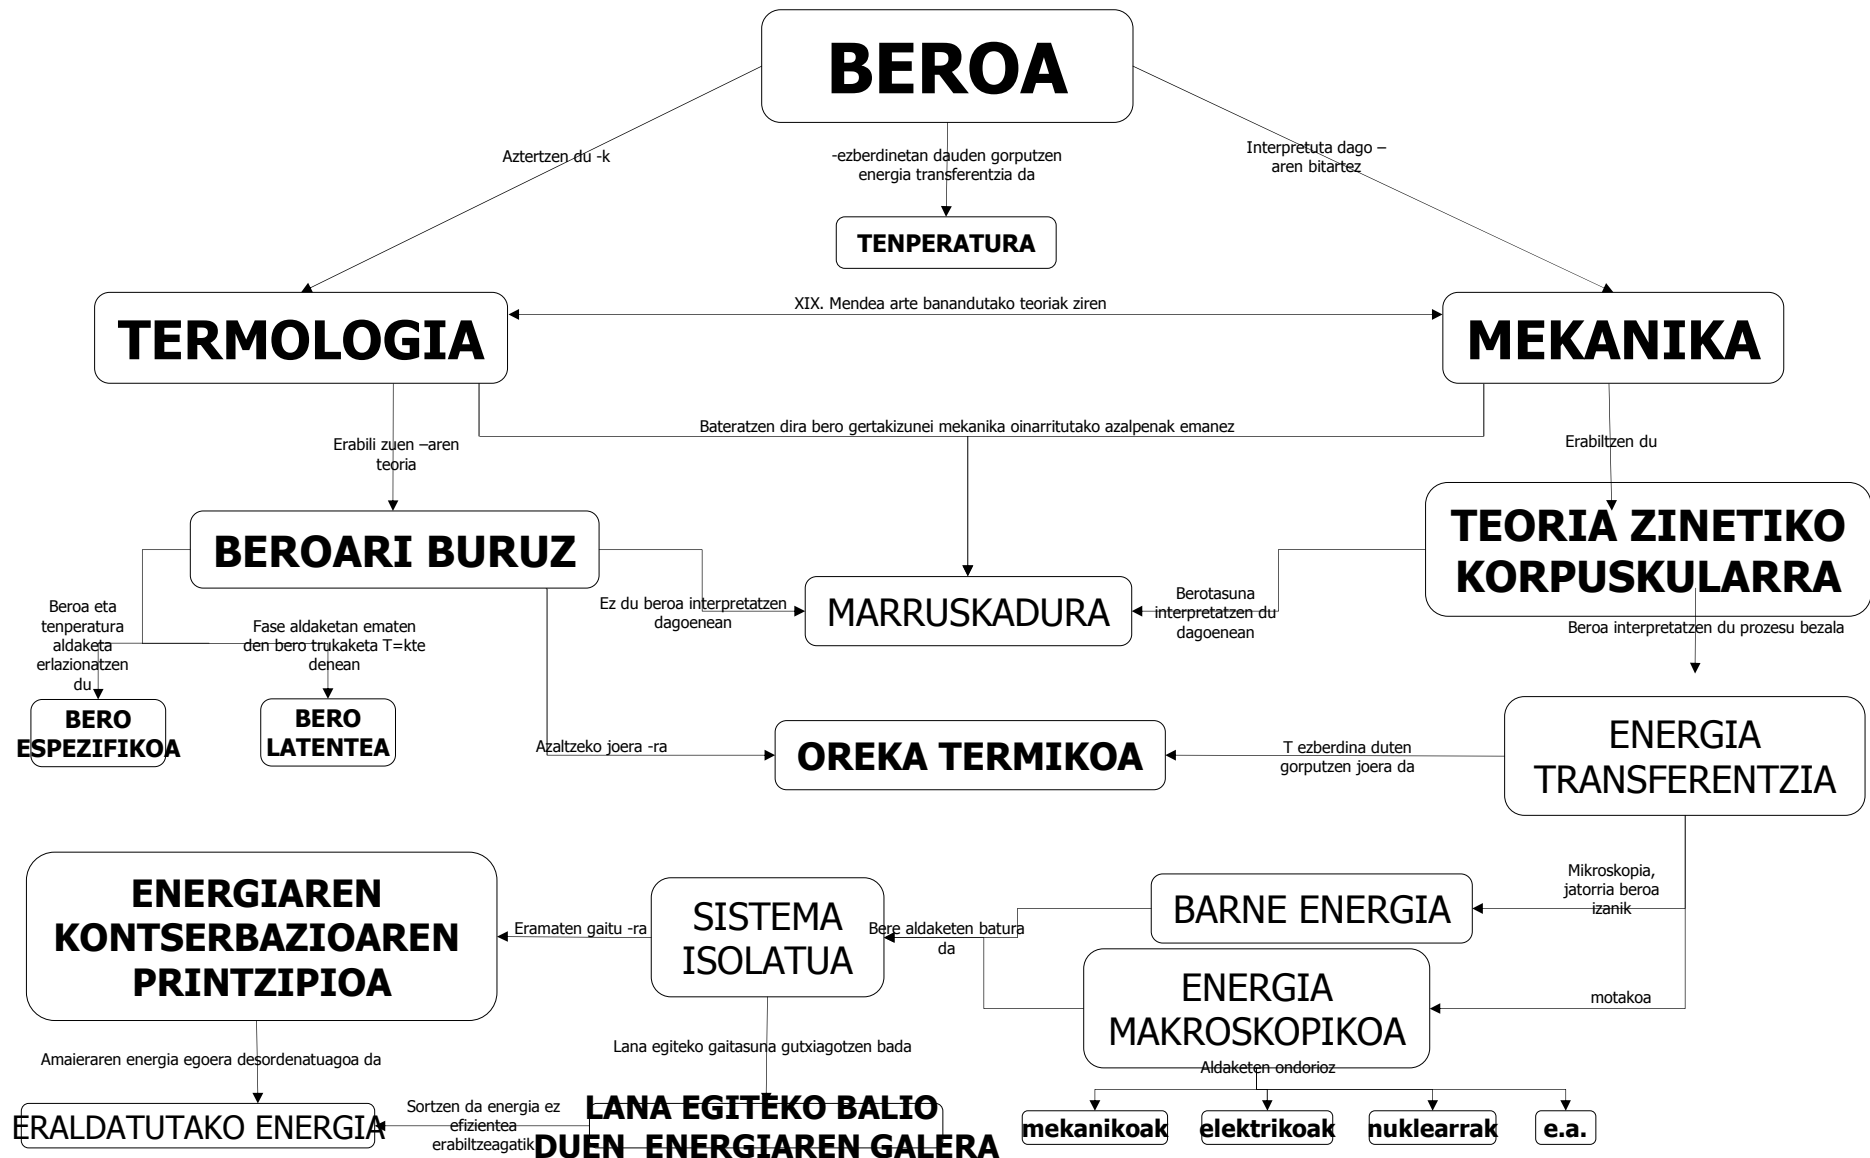 BEROA
Aztertzen du -k
-ezberdinetan dauden gorputzen
energia transferentzia da
Interpretuta dago –
aren bitartez
TENPERATURA
TERMOLOGIA
XIX. Mendea arte banandutako teoriak ziren
MEKANIKA
Erabili zuen –aren
teoria
Bateratzen dira bero gertakizunei mekanika oinarritutako azalpenak emanez
Erabiltzen du
BEROARI BURUZ
TEORIA ZINETIKO
KORPUSKULARRA
Beroa eta
tenperatura
aldaketa
erlazionatzen
du
Fase aldaketan ematen
den bero trukaketa T=kte
denean
Ez du beroa interpretatzen
dagoenean
MARRUSKADURA
Berotasuna
interpretatzen du
dagoenean
Beroa interpretatzen du prozesu bezala
BERO
ESPEZIFIKOA
BERO
LATENTEA
Azaltzeko joera -ra
OREKA TERMIKOA
T ezberdina duten
gorputzen joera da
ENERGIA
TRANSFERENTZIA
ENERGIAREN
KONTSERBAZIOAREN
PRINTZIPIOA
Eramaten gaitu -ra
SISTEMA
ISOLATUA
Bere aldaketen batura
da
BARNE ENERGIA
Mikroskopia,
jatorria beroa
izanik
ENERGIA
MAKROSKOPIKOA
motakoa
Amaieraren energia egoera desordenatuagoa da
Lana egiteko gaitasuna gutxiagotzen bada
Aldaketen ondorioz
ERALDATUTAKO ENERGIA
Sortzen da energia ez
efizientea
erabiltzeagatik
LANA EGITEKO BALIO
DUEN ENERGIAREN GALERA
mekanikoak
elektrikoak
nuklearrak
e.a.